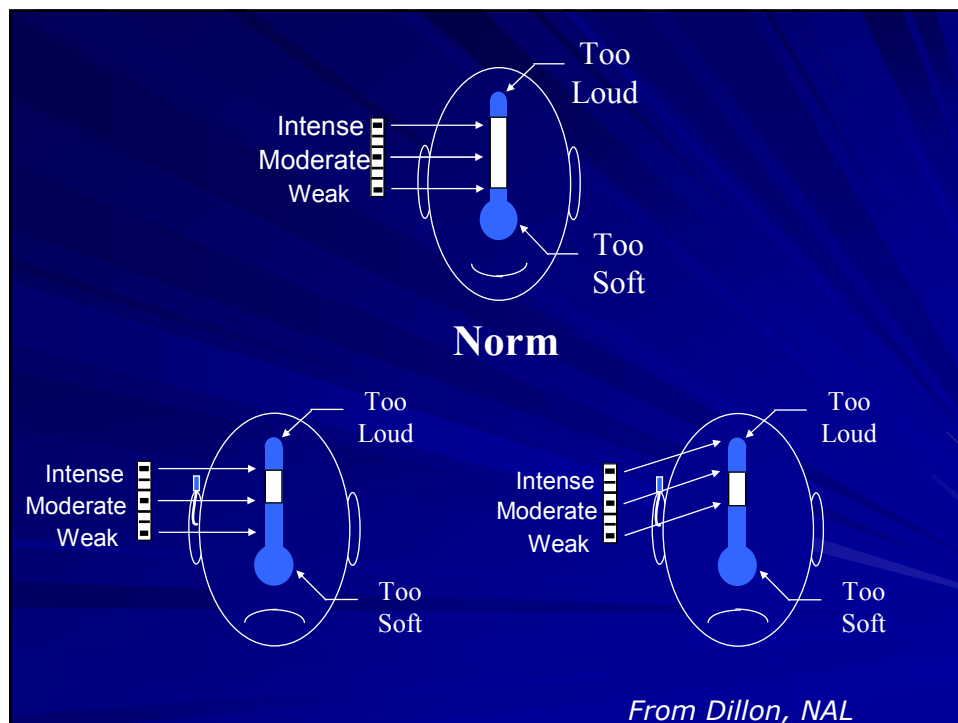 Too
Loud
Intense
Moderate
Weak
Too
Soft
Norm
Too
Loud
Intense
Moderate
Weak
Too
Soft
Too
Loud
Intense
Moderate
Weak
Too
Soft
From Dillon, NAL